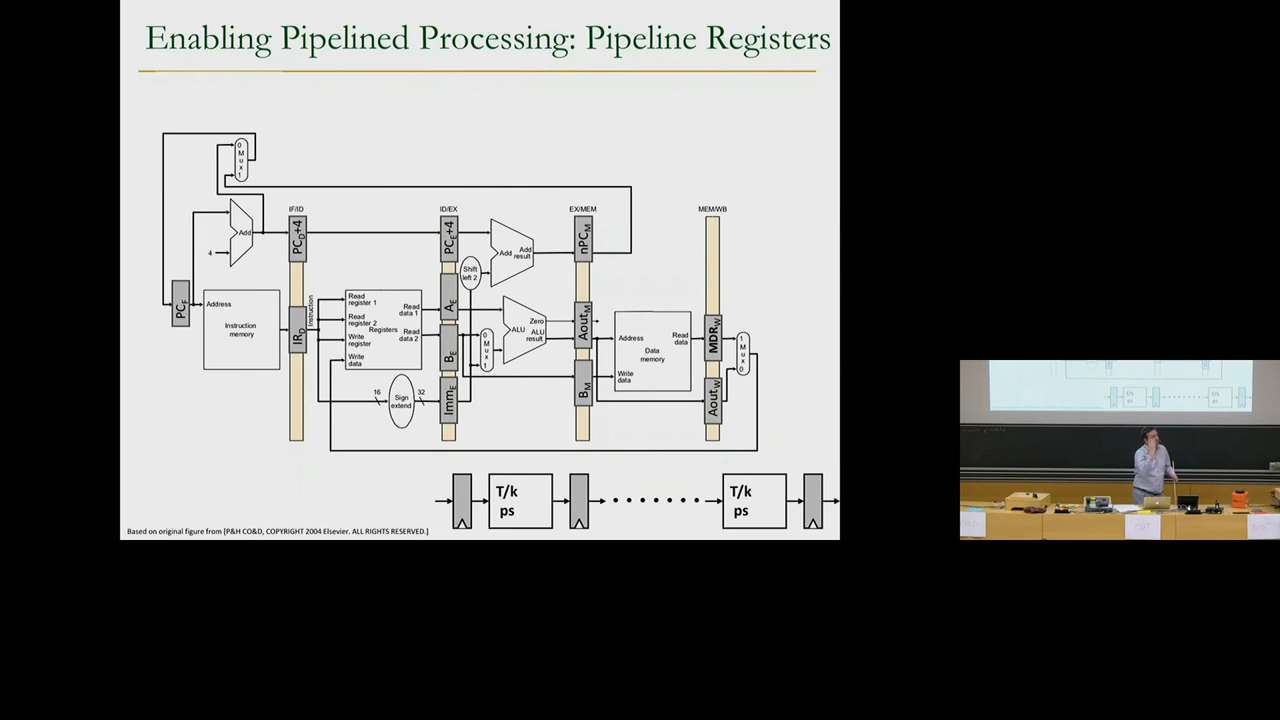 Enabling Pipelined Processing: Pipeline Registers
0
M
u
x
1
IF/ID
ID/EX
EX/MEM
MEM/WB
Add
4
PC_D+4
PC_E+4
nPC_M
Add Add result
Shift left 2
PC_F
Address
Instruction memory
IR_D
Instruction
Read register 1
Read register 2
Write register
Write data
Registers
Read data 1
Read data 2
A_E
B_E
Imm_E
16
Sign extend
32
0
M
u
x
1
Zero
ALU
ALU result
Aout_M
B_M
Address
Write data
Data memory
Read data
MDR_W
Aout_W
1
M
u
x
0
T/k
ps
T/k
ps
Based on original figure from [P&H CO&D, COPYRIGHT 2004 Elsevier. ALL RIGHTS RESERVED.]
T/k
ps
T/k
ps